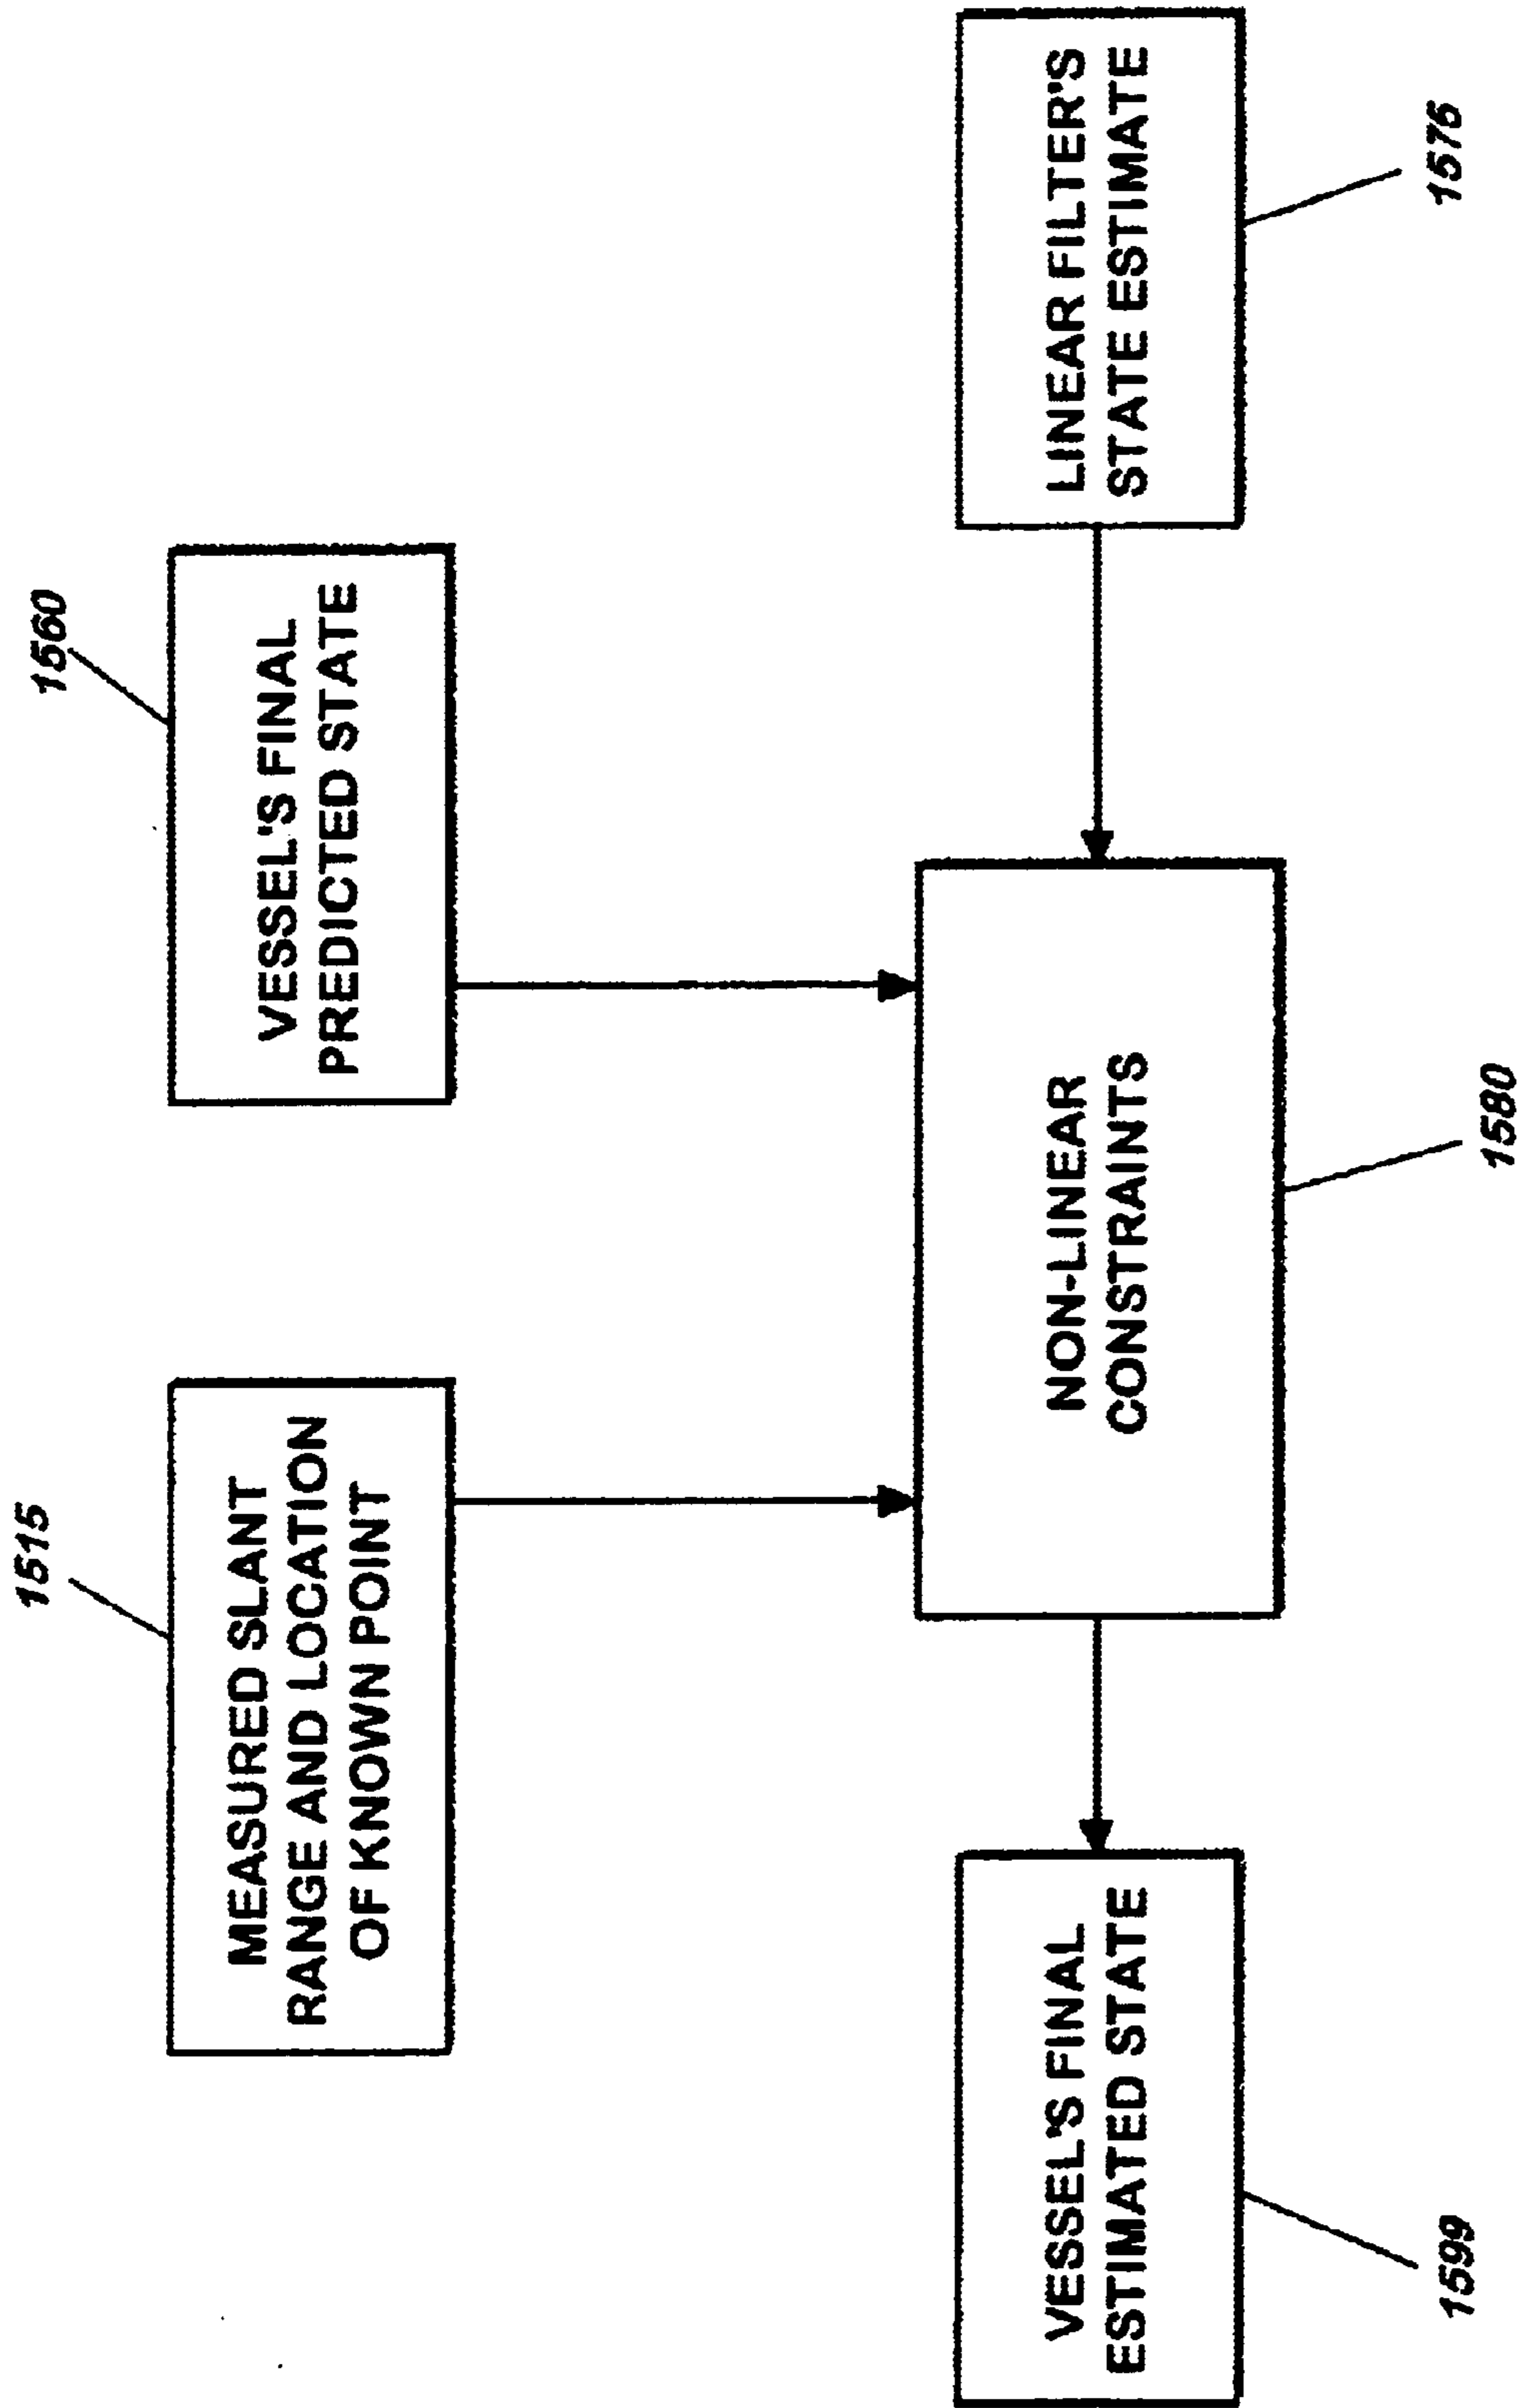 1515
1560
MEASURED SLANT
RANGE AND LOCATION
OF KNOWN POINT
VESSEL'S FINAL
PREDICTED STATE
VESSEL'S FINAL
ESTIMATED STATE
NON-LINEAR
CONSTRAINTS
LINEAR FILTER'S
STATE ESTIMATE
1599
1580
1575